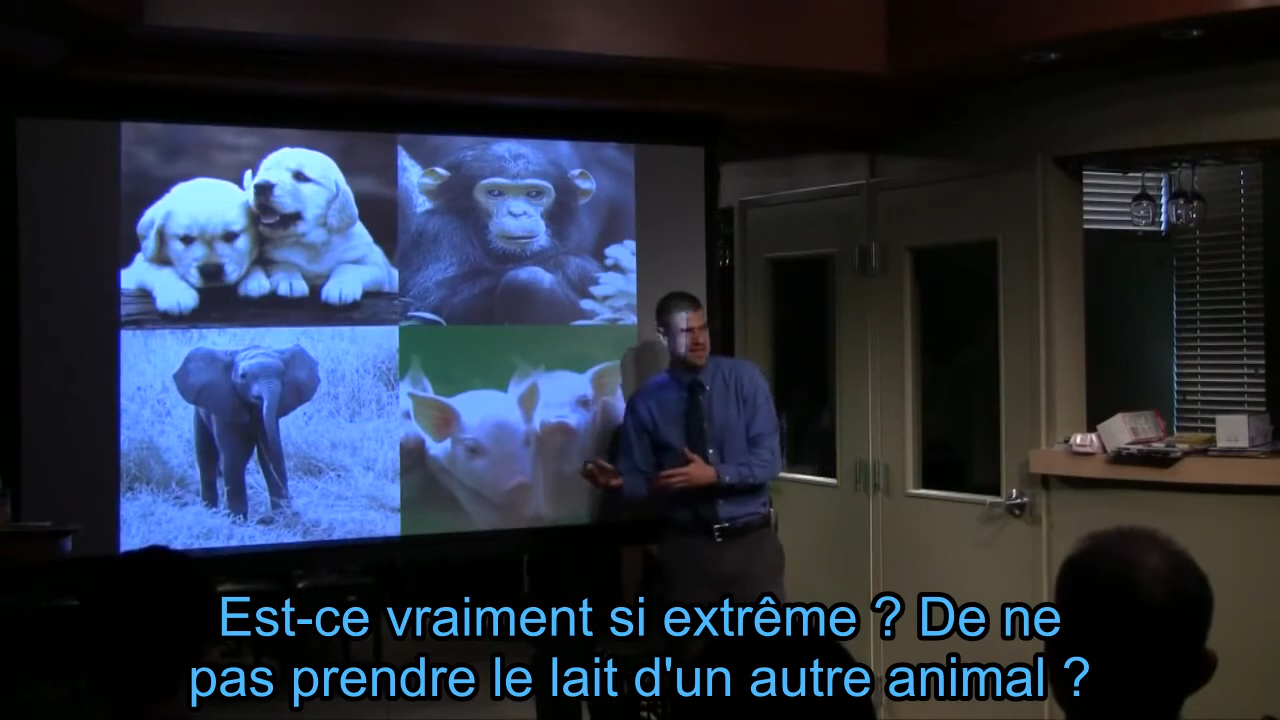 Est-ce vraiment si extrême ? De ne
pas prendre le lait d'un autre animal ?